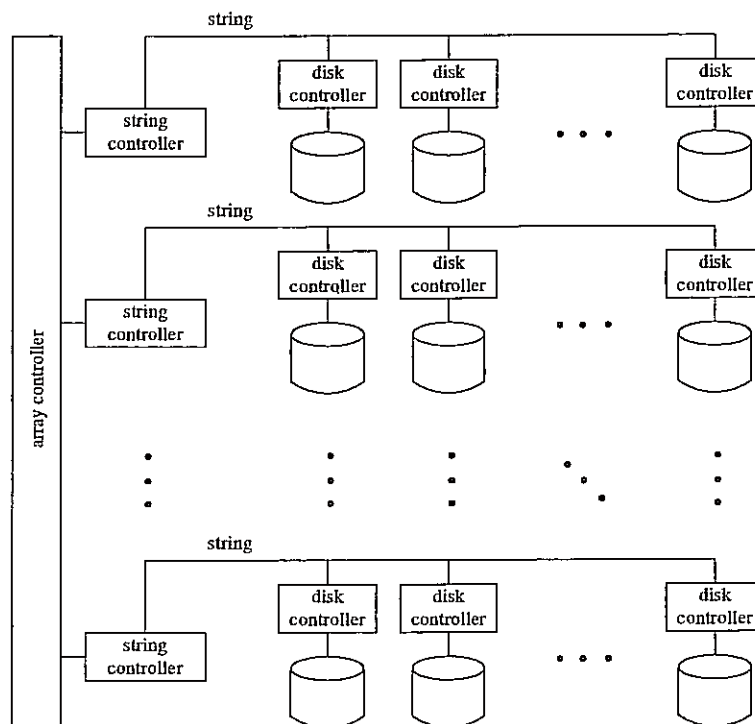 string
disk
controller
disk
controller
disk
controller
string
controller
string
disk
controller
disk
controller
disk
controller
string
controller
array controller
string
disk
controller
disk
controller
disk
controller
string
controller